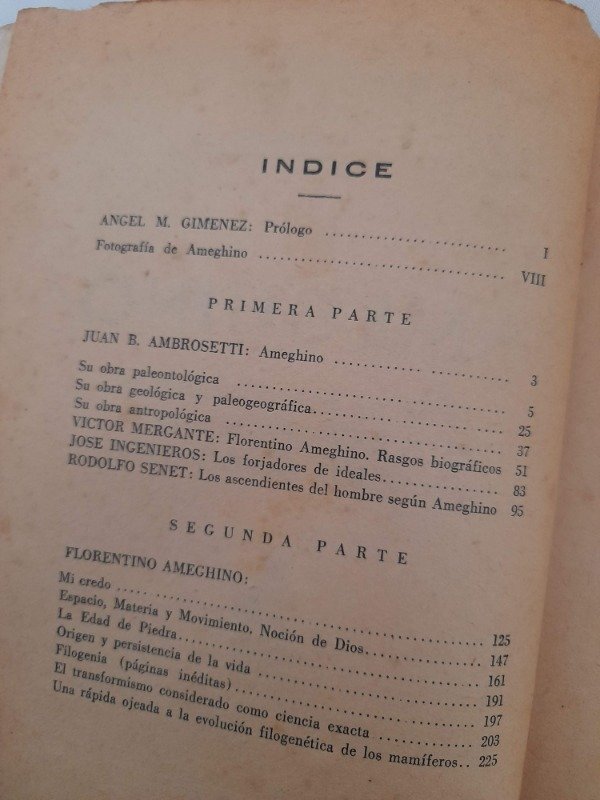 INDICE
ANGEL M. GIMENEZ: Prólogo .......................... I
Fotografía de Ameghino .......................... VIII
PRIMERA PARTE
JUAN B. AMBROSETTI: Ameghino .......................... 3
Su obra paleontológica .......................... 5
Su obra geológica y paleogeográfica .......................... 25
Su obra antropológica .......................... 37
VICTOR MERGANTE: Florentino Ameghino. Rasgos biográficos 51
JOSE INGENIEROS: Los forjadores de ideales .................. 83
RODOLFO SENET: Los ascendientes del hombre según Ameghino 95
SEGUNDA PARTE
FLORENTINO AMEGHINO:
Mi credo .......................... 125
Espacio, Materia y Movimiento. Noción de Dios .............. 147
La Edad de Piedra .......................... 161
Origen y persistencia de la vida .......................... 191
Filogenia (páginas inéditas) .......................... 197
El transformismo considerado como ciencia exacta .............. 203
Una rápida ojeada a la evolución filogenética de los mamíferos.. 225